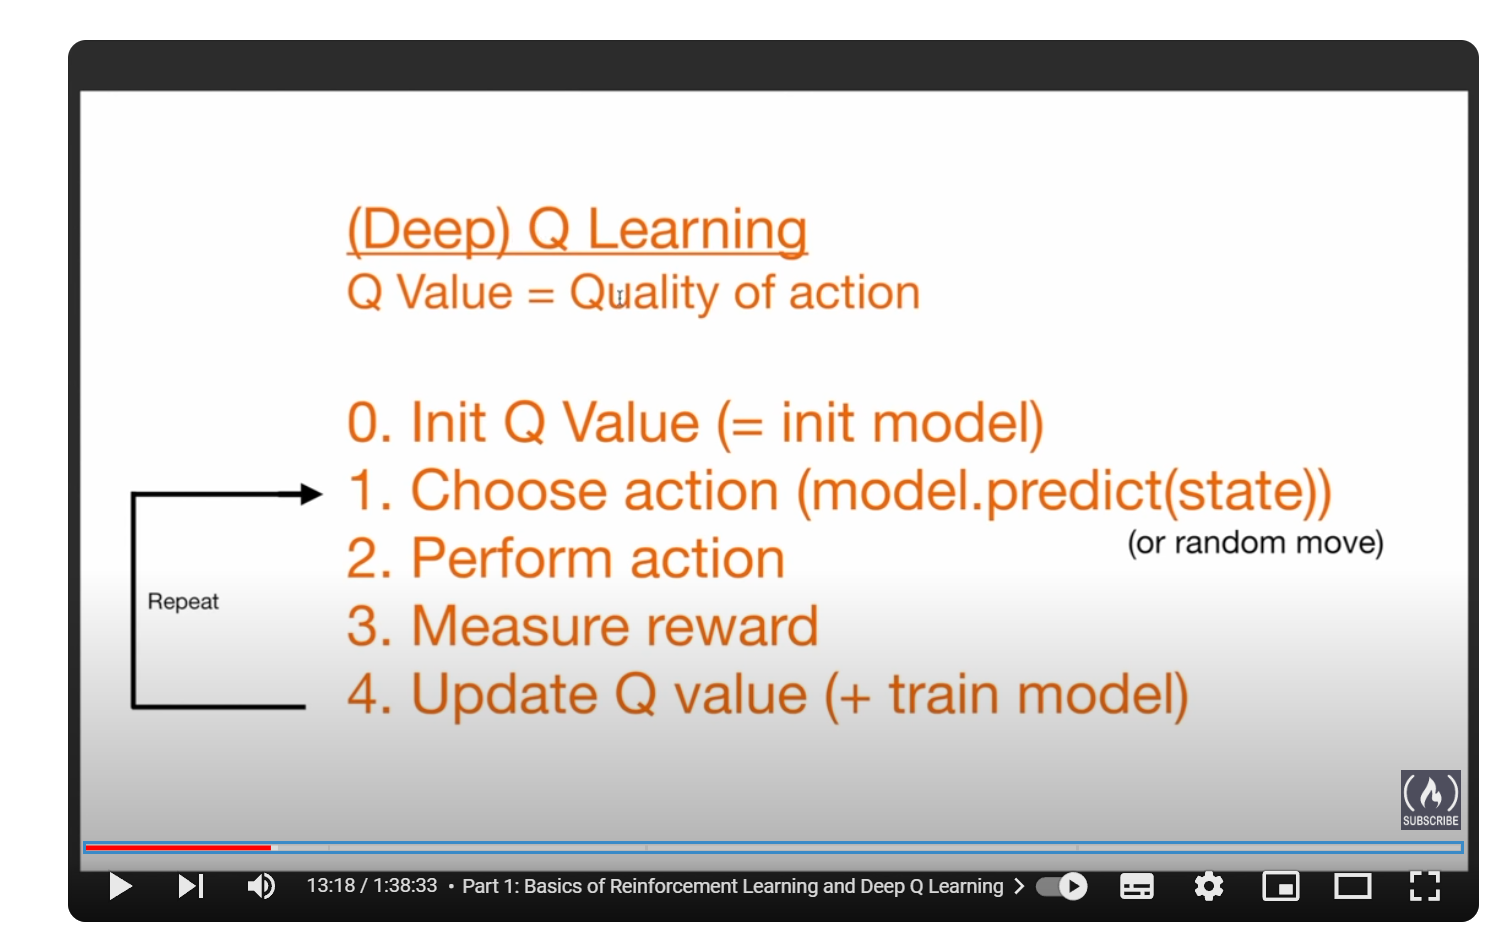 (Deep) Q Learning
Q Value = Quality of action
0. Init Q Value (= init model)
1. Choose action (model.predict(state))
(or random move)
2. Perform action
Repeat
3. Measure reward
4. Update Q value (+ train model)
SUBSCRIBE
13:18 / 1:38:33 • Part 1: Basics of Reinforcement Learning and Deep Q Learning